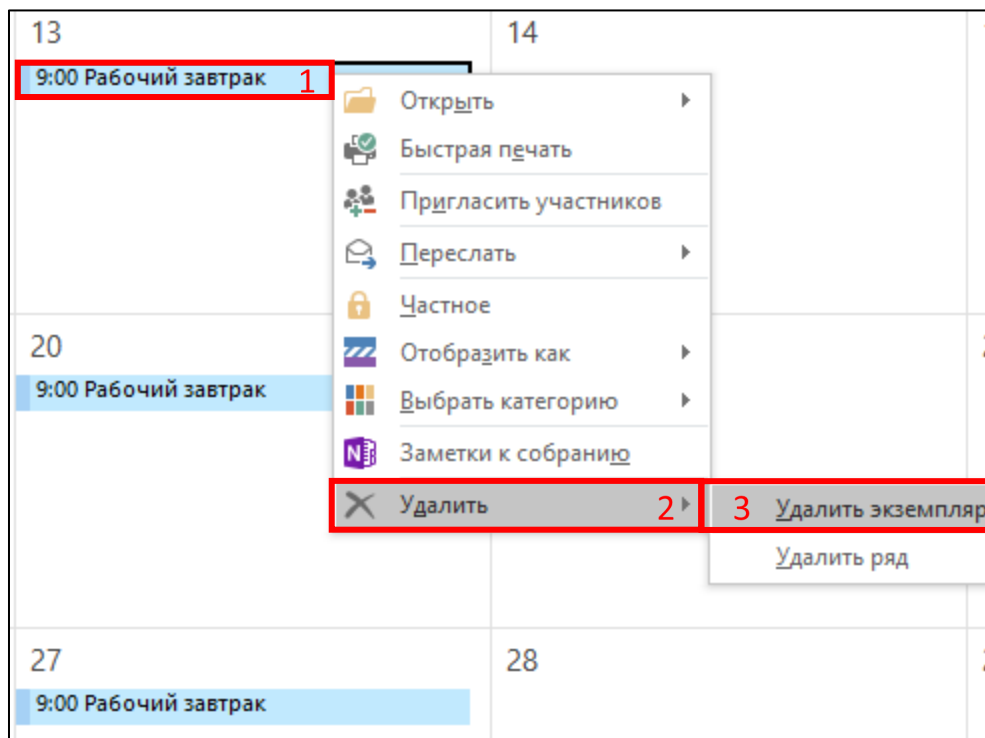 13
14
9:00 Рабочий завтрак 1
Открыть
Быстрая печать
Пригласить участников
Переслать
Частное
20
Отобразить как
9:00 Рабочий завтрак
Выбрать категорию
N
Заметки к собранию
Удалить 2
3 Удалить экземпляр
Удалить ряд
27
28
9:00 Рабочий завтрак